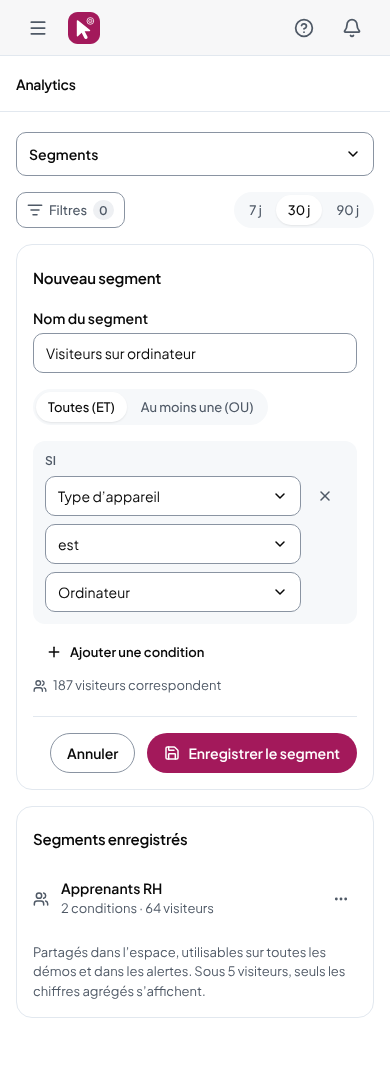 Analytics
Segments
Filtres 0
7 j 30 j 90 j
Nouveau segment
Nom du segment
Visiteurs sur ordinateur
Toutes (ET) Au moins une (OU)
SI
Type d'appareil
est
Ordinateur
Ajouter une condition
187 visiteurs correspondent
Annuler Enregistrer le segment
Segments enregistrés
Apprenants RH
2 conditions · 64 visiteurs
Partagés dans l'espace, utilisables sur toutes les
démos et dans les alertes. Sous 5 visiteurs, seuls les
chiffres agrégés s'affichent.